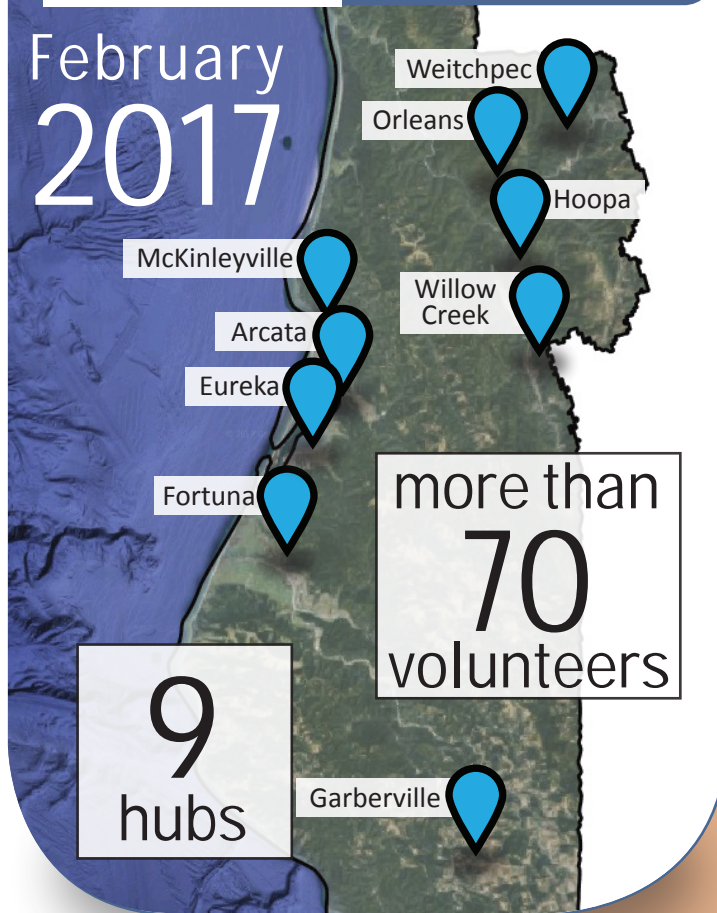 February
2017
Weitchpec
Orleans
Hoopa
McKinleyville
Willow
Creek
Arcata
Eureka
Fortuna
more than
70
volunteers
9
hubs
Garberville